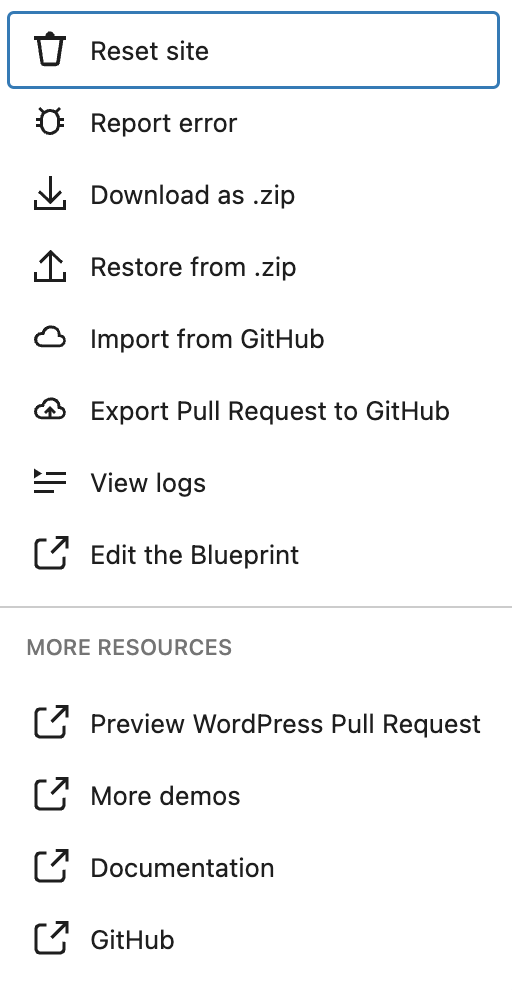 Reset site
Report error
Download as .zip
Restore from .zip
Import from GitHub
Export Pull Request to GitHub
View logs
Edit the Blueprint
MORE RESOURCES
Preview WordPress Pull Request
More demos
Documentation
GitHub